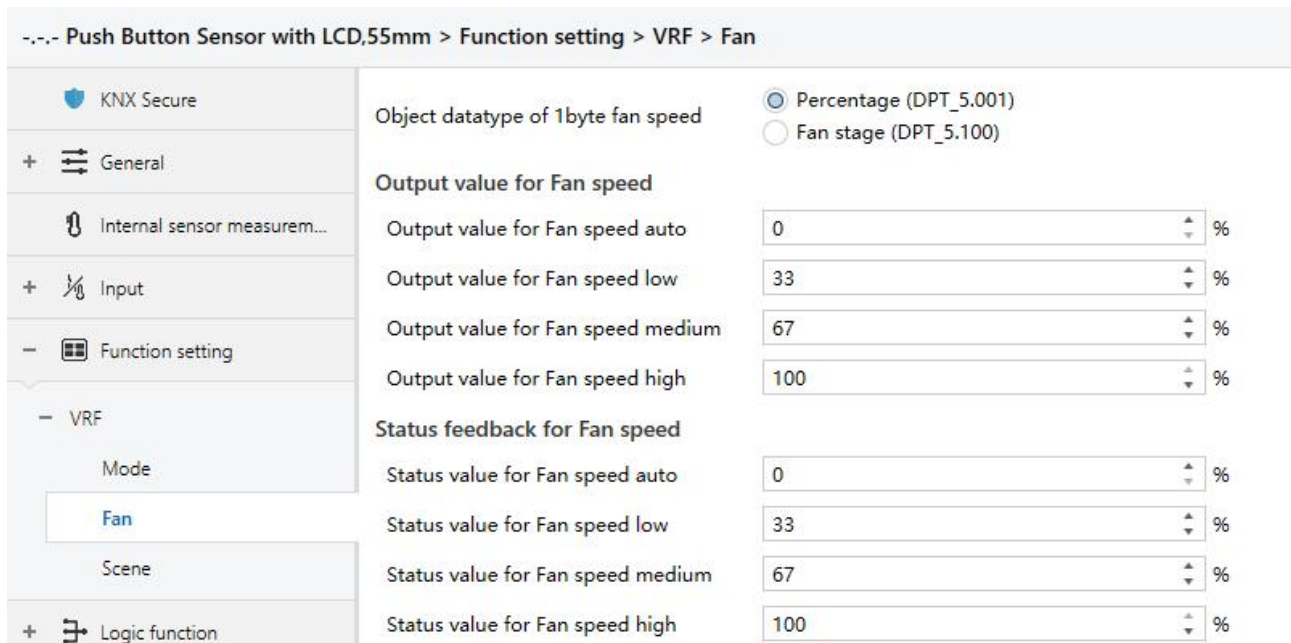 -.-.- Push Button Sensor with LCD,55mm > Function setting > VRF > Fan
KNX Secure
+ General
Internal sensor measurem...
+ Input
− Function setting
− VRF
Mode
Fan
Scene
+ Logic function
Object datatype of 1byte fan speed
Percentage (DPT_5.001)
Fan stage (DPT_5.100)
Output value for Fan speed
Output value for Fan speed auto 0 %
Output value for Fan speed low 33 %
Output value for Fan speed medium 67 %
Output value for Fan speed high 100 %
Status feedback for Fan speed
Status value for Fan speed auto 0 %
Status value for Fan speed low 33 %
Status value for Fan speed medium 67 %
Status value for Fan speed high 100 %